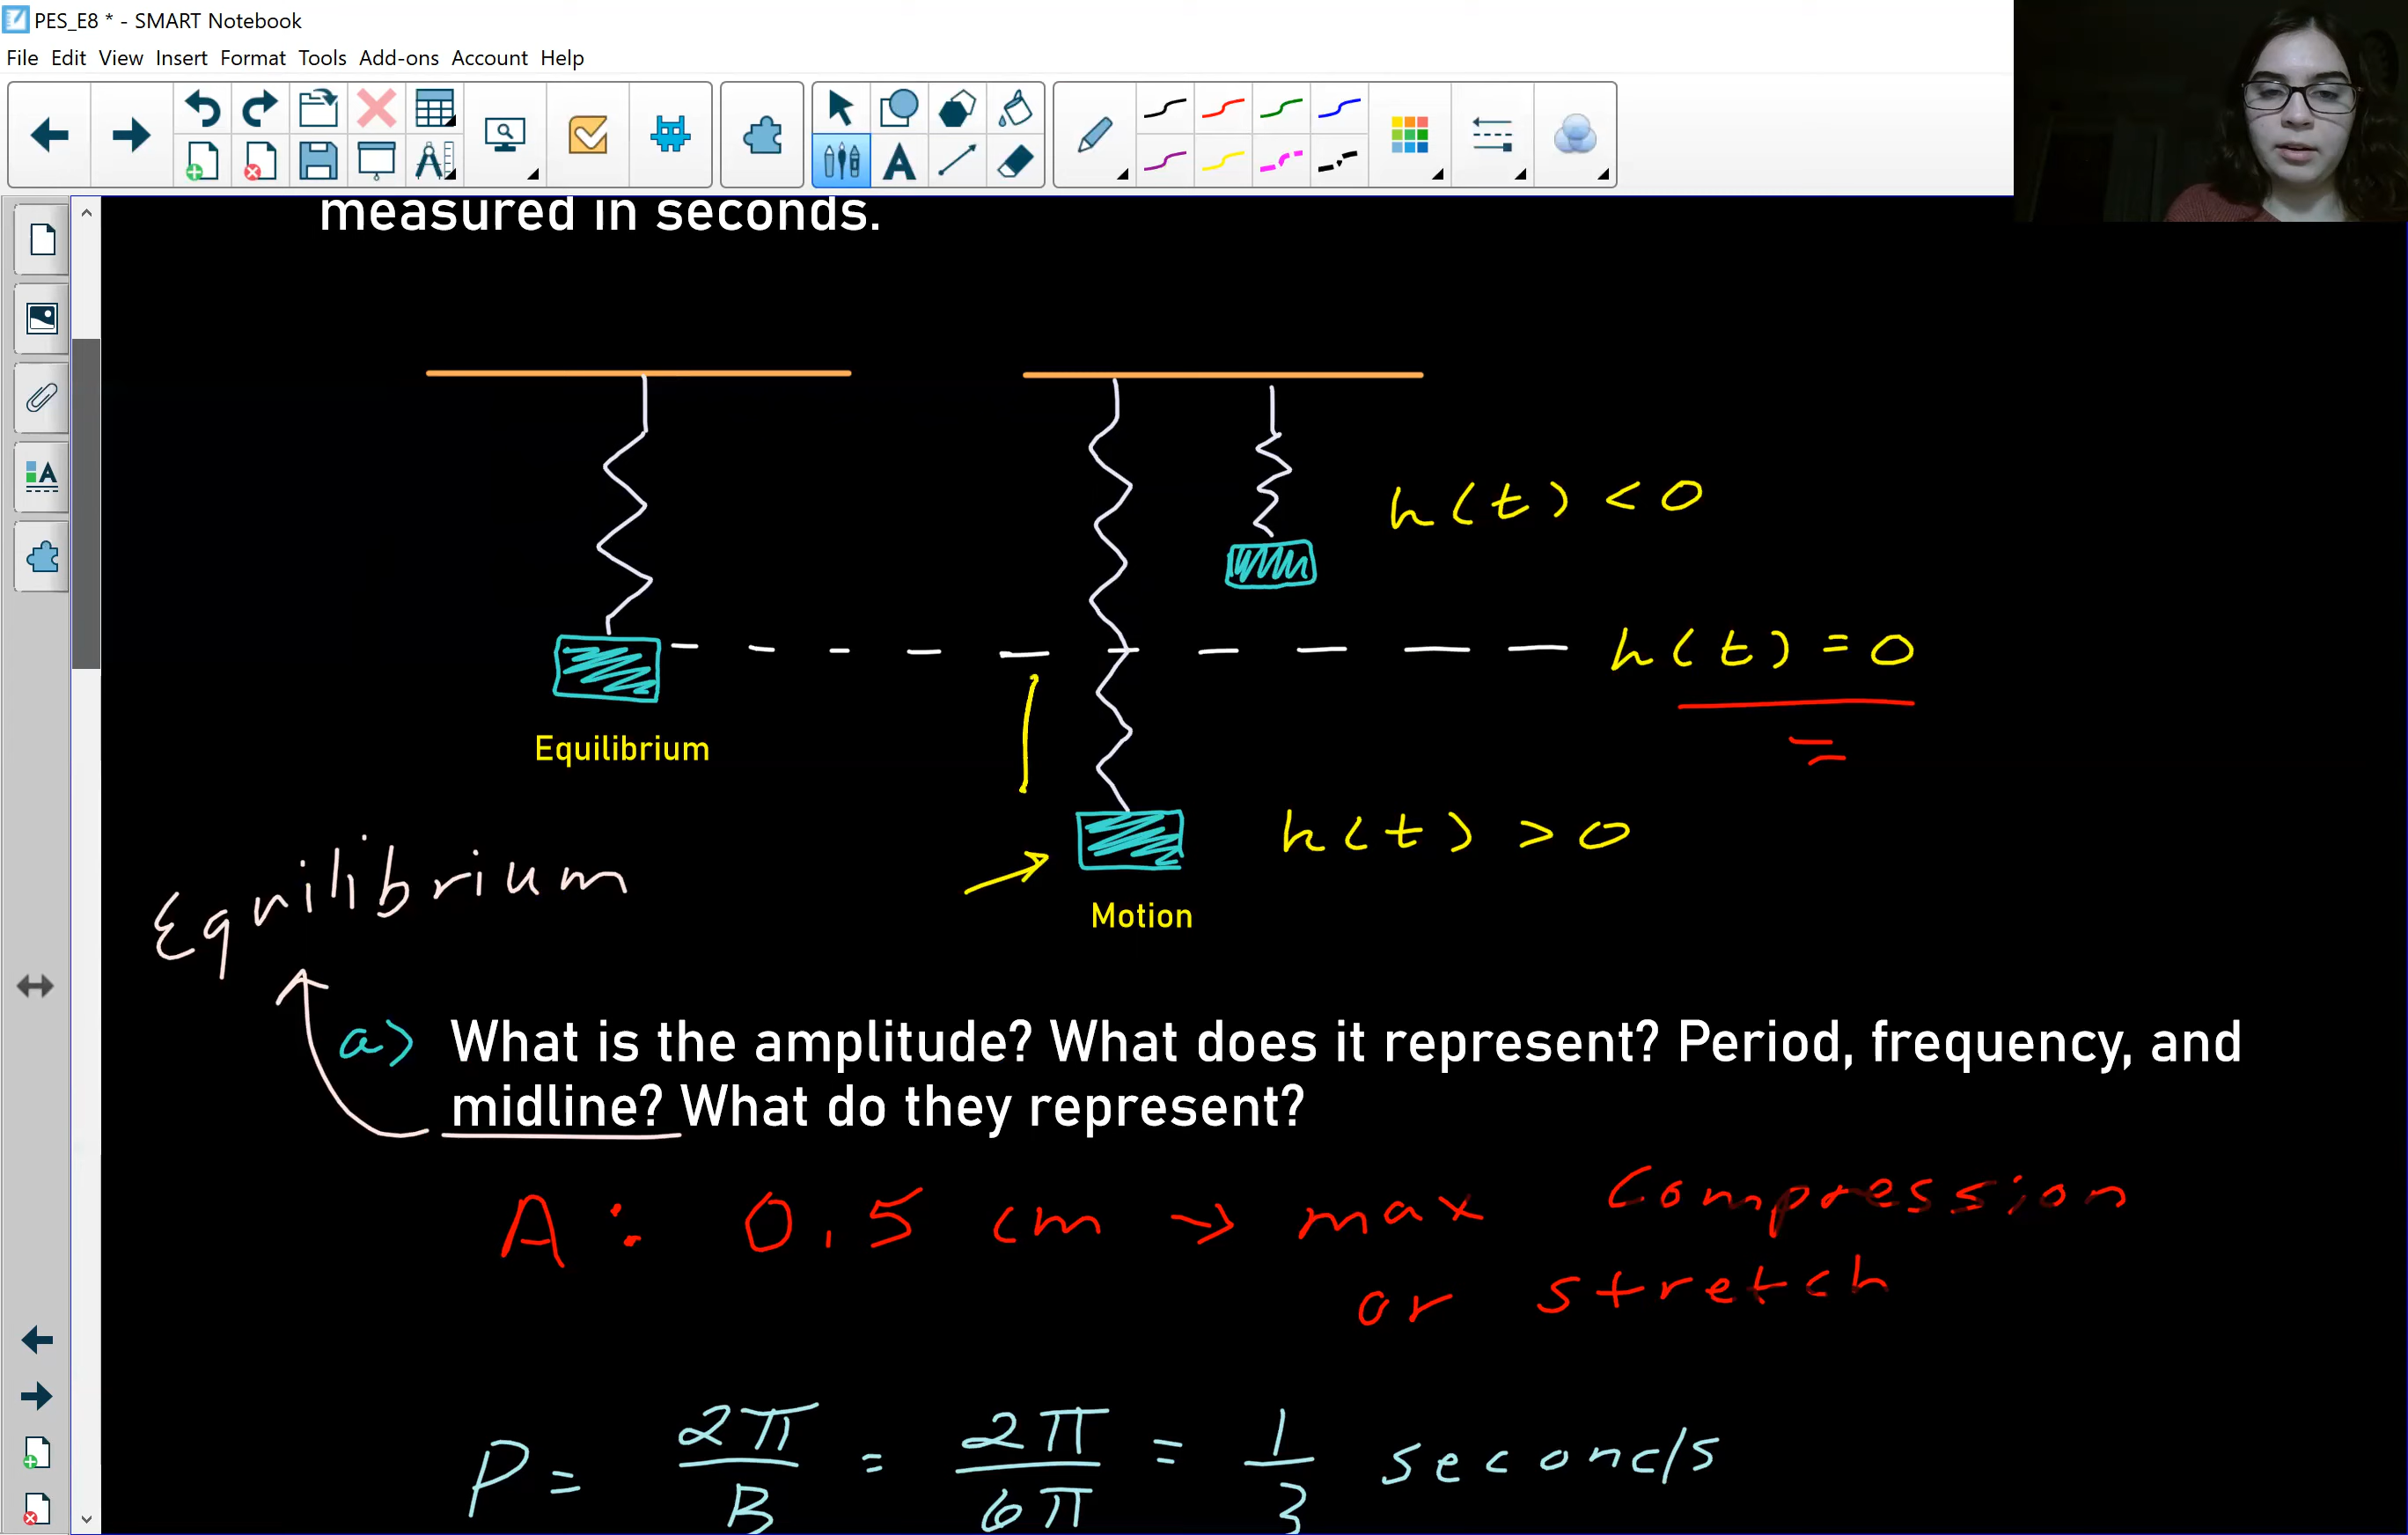 PES_E8 * - SMART Notebook
File Edit View Insert Format Tools Add-ons Account Help
measured in seconds.
h(t) < 0
h(t) = 0
Equilibrium
h(t) > 0
Motion
Equilibrium
a) What is the amplitude? What does it represent? Period, frequency, and
midline? What do they represent?
A: 0.5 cm → max compression
or stretch
P = 2π/B = 2π/6π = 1/3 seconds